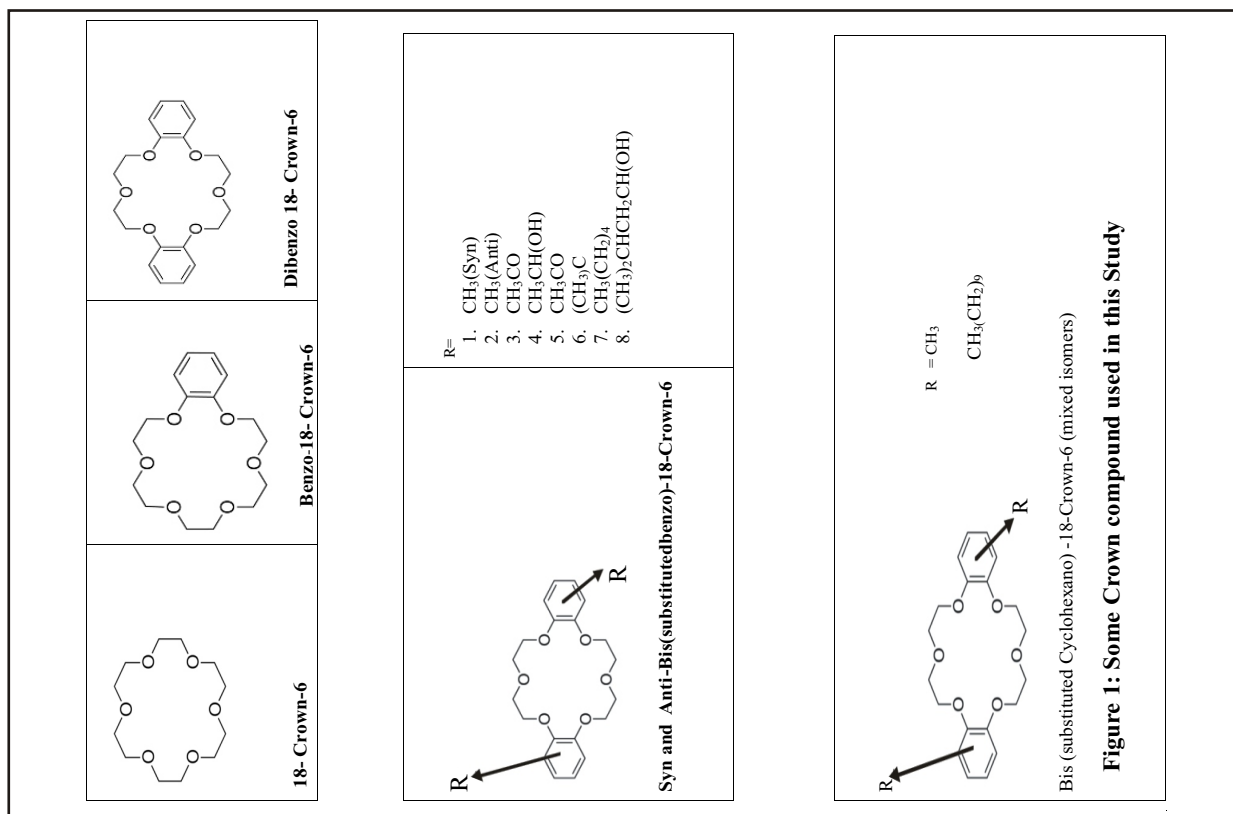 18- Crown-6
Benzo-18- Crown-6
Dibenzo 18- Crown-6
R
R
Syn and Anti-Bis(substitutedbenzo)-18-Crown-6
R=
1. CH₃(Syn)
2. CH₃(Anti)
3. CH₃CO
4. CH₃CH(OH)
5. CH₃CO
6. (CH₃)C
7. CH₃(CH₂)₄
8. (CH₃)₂CHCH₂CH(OH)
R
R
R = CH₃
CH₃(CH₂)₉
Bis (substituted Cyclohexano) -18-Crown-6 (mixed isomers)
Figure 1: Some Crown compound used in this Study